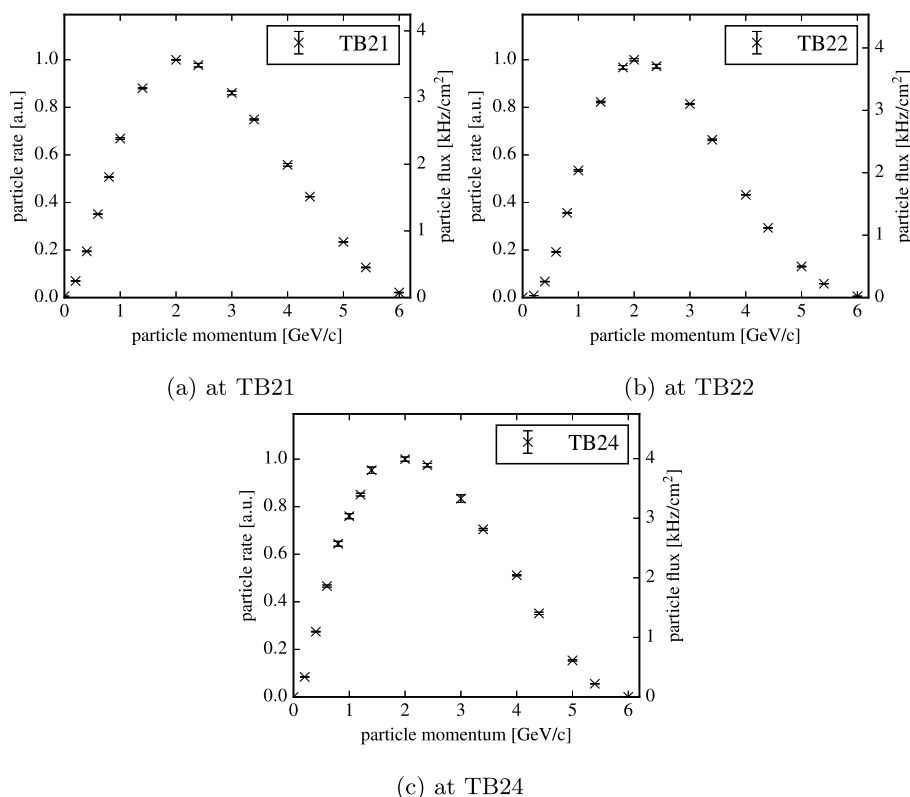 TB21
particle rate [a.u.]
1.0
0.8
0.6
0.4
0.2
0.0
4
3
2
1
0
particle flux [kHz/cm²]
0 1 2 3 4 5 6
particle momentum [GeV/c]
(a) at TB21
TB22
particle rate [a.u.]
1.0
0.8
0.6
0.4
0.2
0.0
4
3
2
1
0
particle flux [kHz/cm²]
0 1 2 3 4 5 6
particle momentum [GeV/c]
(b) at TB22
TB24
particle rate [a.u.]
1.0
0.8
0.6
0.4
0.2
0.0
4
3
2
1
0
particle flux [kHz/cm²]
0 1 2 3 4 5 6
particle momentum [GeV/c]
(c) at TB24